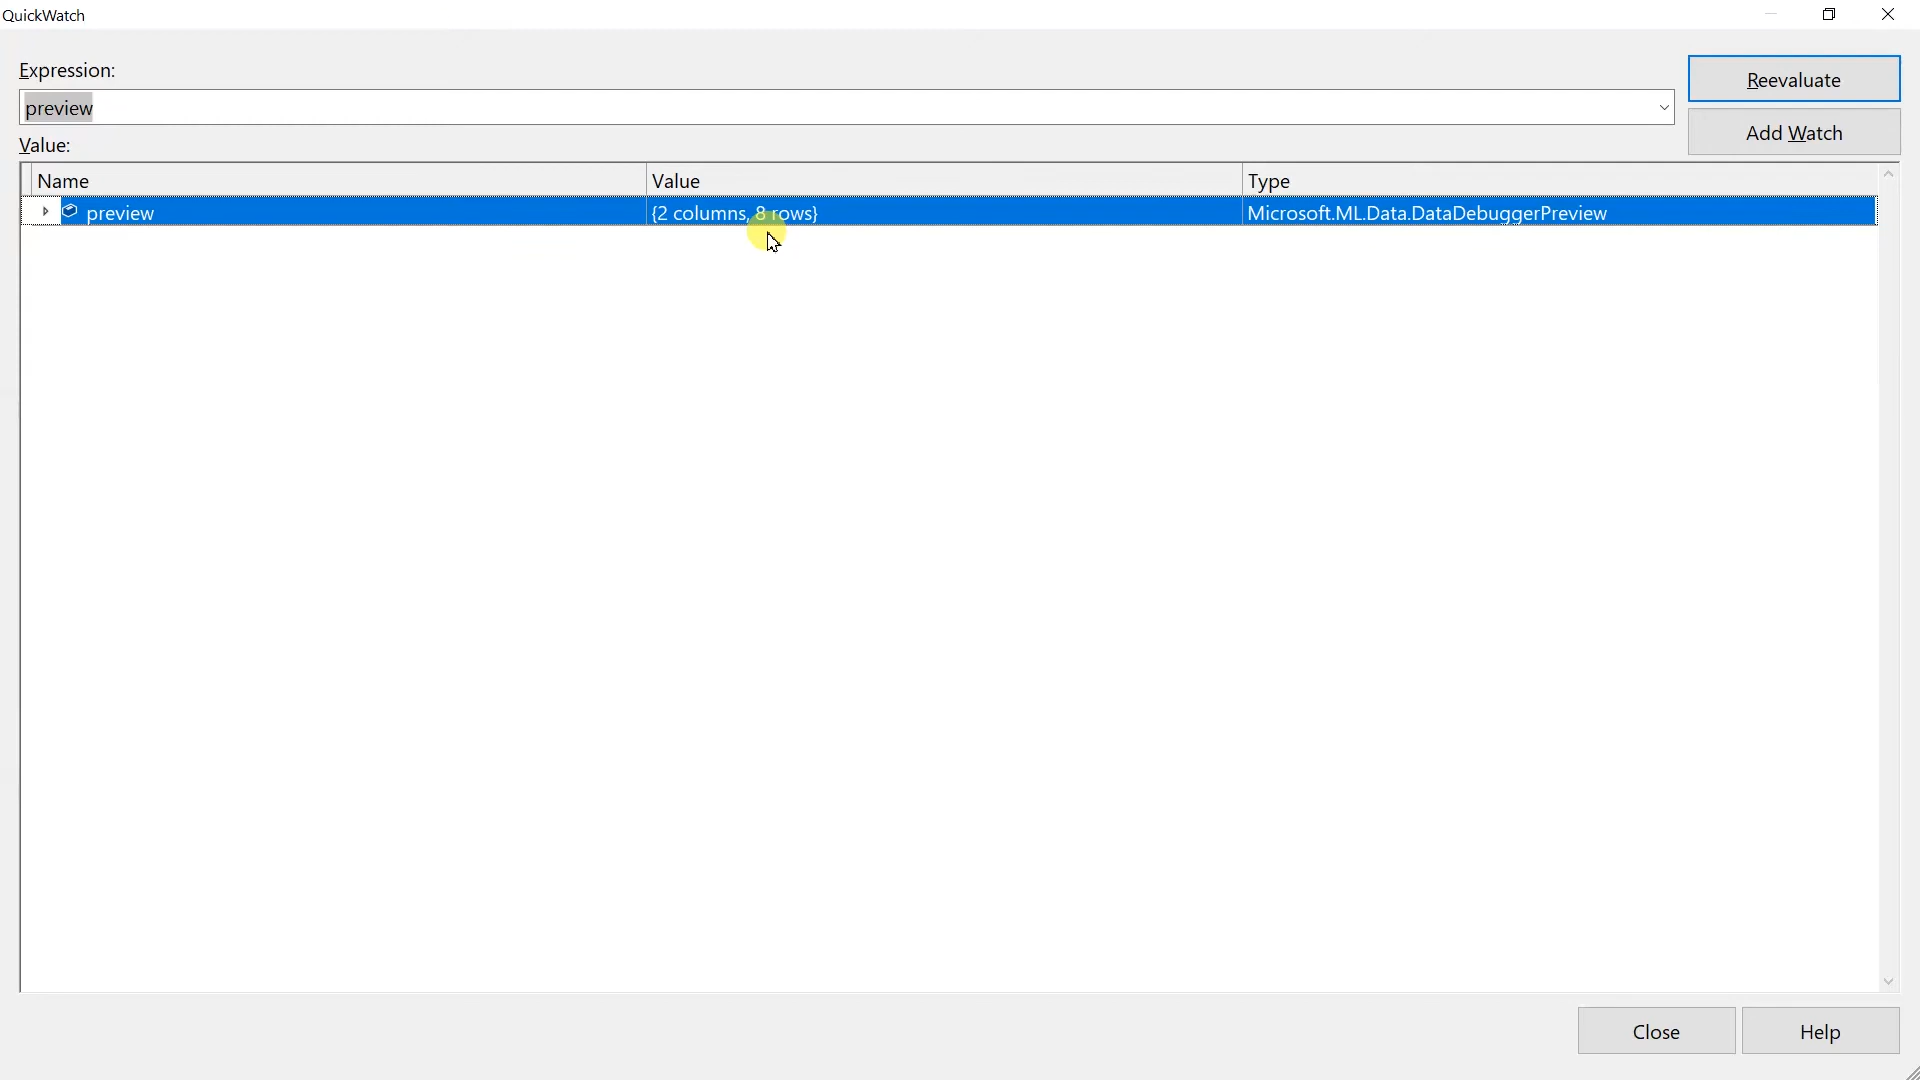 QuickWatch
Expression:
Reevaluate
preview
Add Watch
Value:
Name Value Type
preview {2 columns, 8 rows} Microsoft.ML.Data.DataDebuggerPreview
Close Help